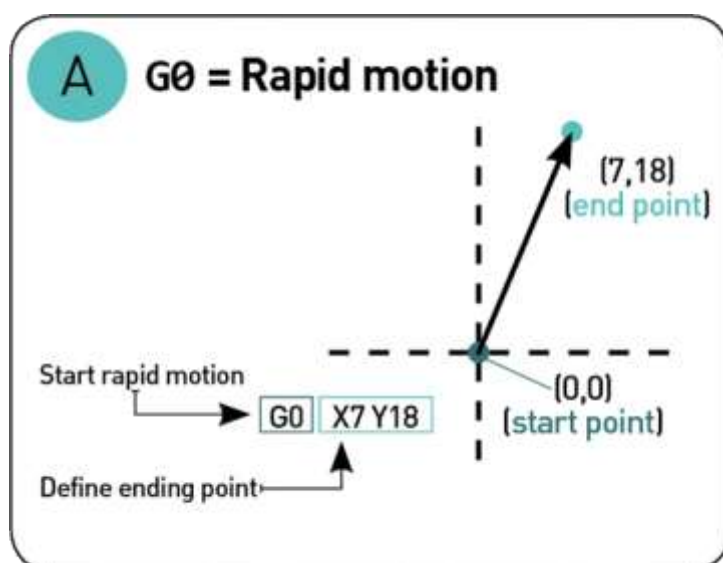 A
G0 = Rapid motion
(7,18)
(end point)
Start rapid motion
G0 X7 Y18
(0,0)
(start point)
Define ending point